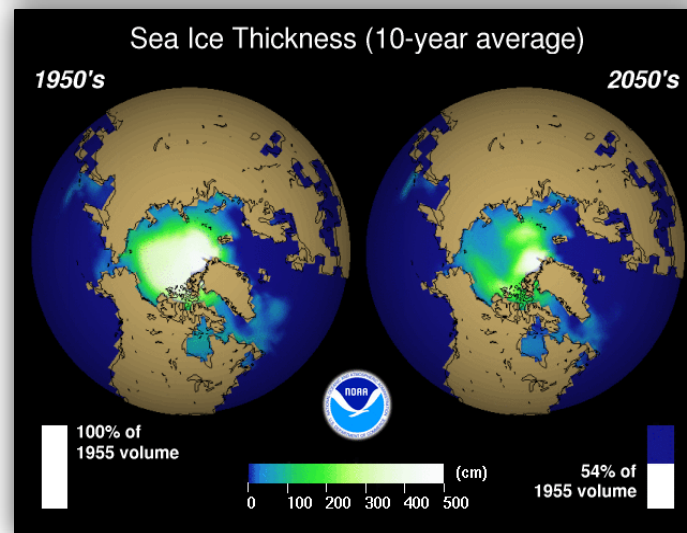 Sea Ice Thickness (10-year average)
1950's
2050's
NOAA
100% of
1955 volume
(cm)
0 100 200 300 400 500
54% of
1955 volume